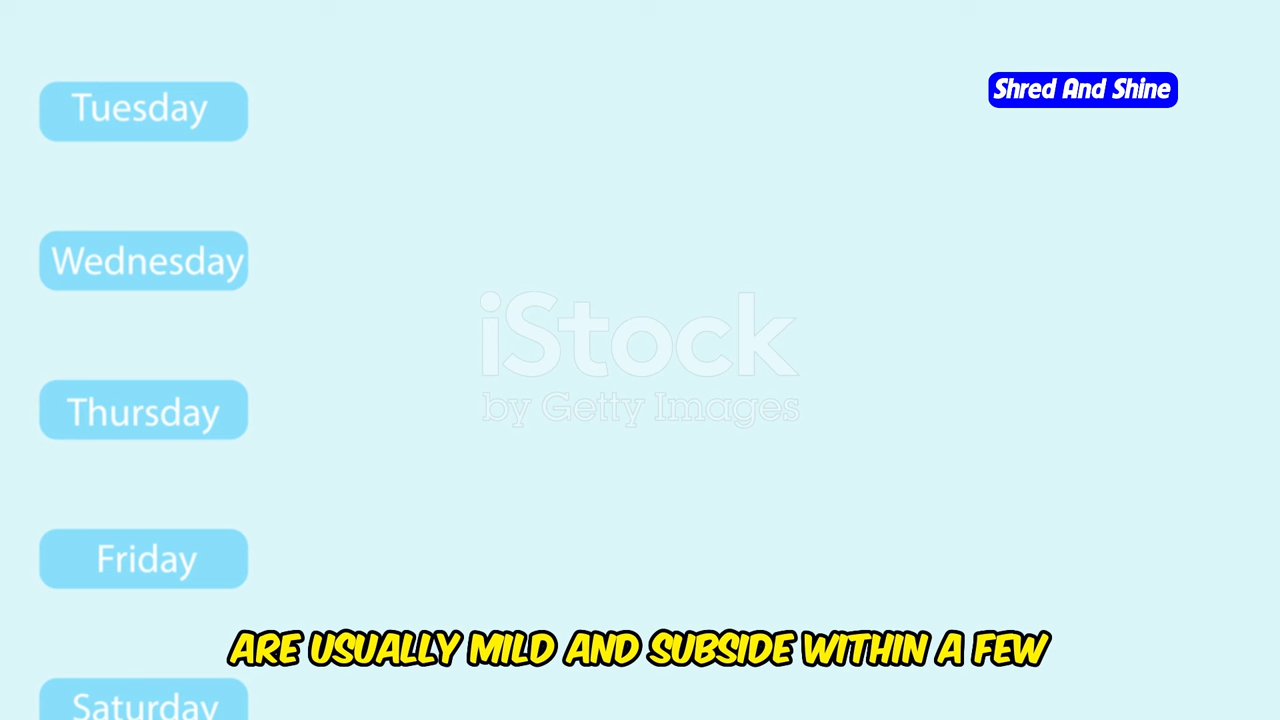 Tuesday
Shred And Shine
Wednesday
iStock
by Getty Images
Thursday
Friday
ARE USUALLY MILD AND SUBSIDE WITHIN A FEW
Saturday